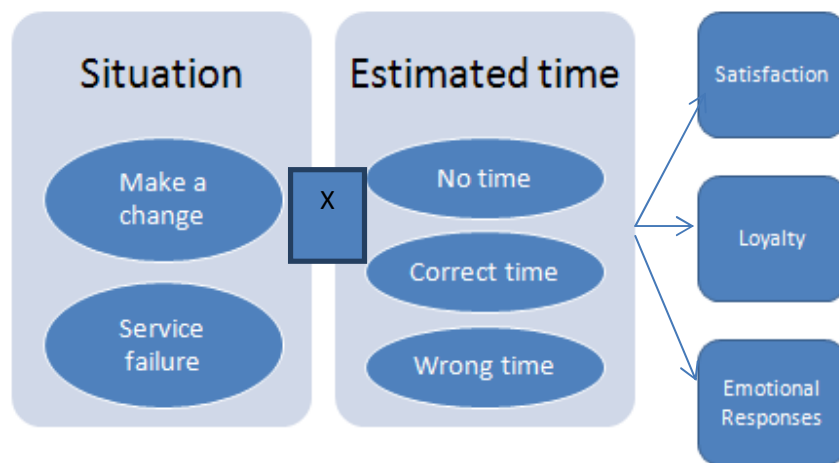 Situation
Make a
change
Service
failure
X
Estimated time
No time
Correct time
Wrong time
Satisfaction
Loyalty
Emotional
Responses